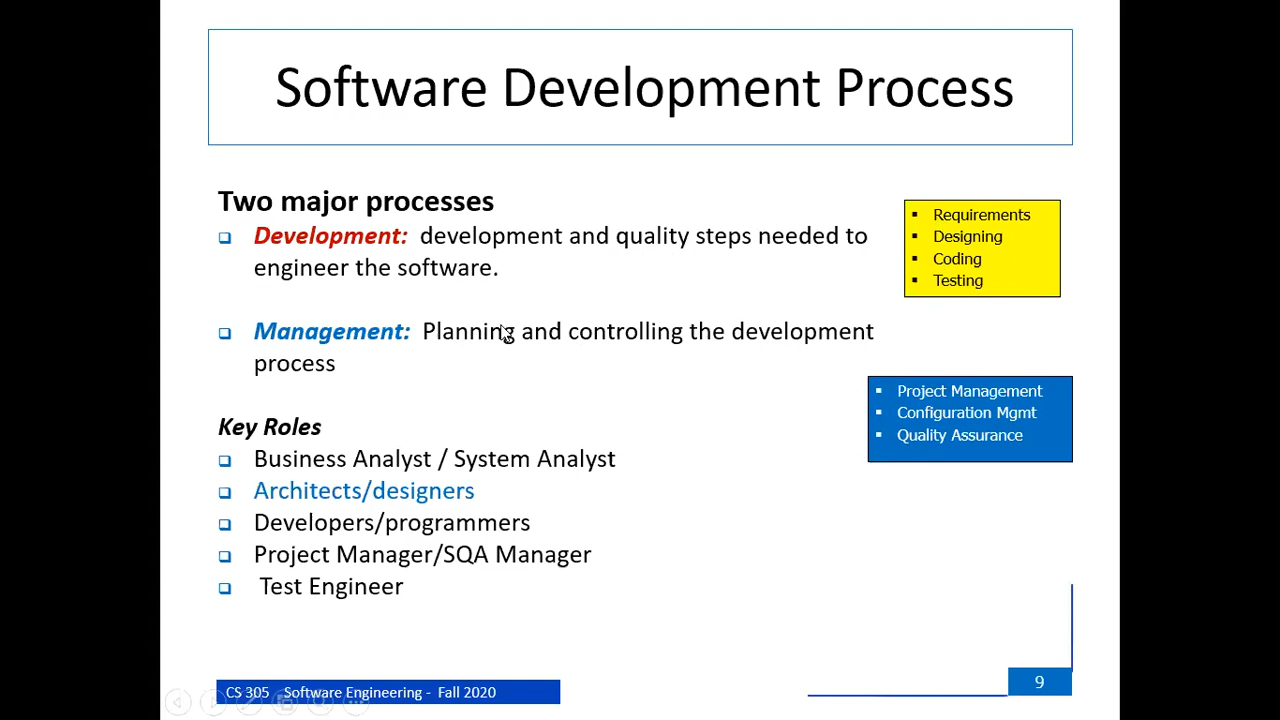 Software Development Process
Two major processes
Development: development and quality steps needed to
engineer the software.
Requirements
Designing
Coding
Testing
Management: Planning and controlling the development
process
Project Management
Configuration Mgmt
Quality Assurance
Key Roles
Business Analyst / System Analyst
Architects/designers
Developers/programmers
Project Manager/SQA Manager
Test Engineer
CS 305 Software Engineering - Fall 2020
9